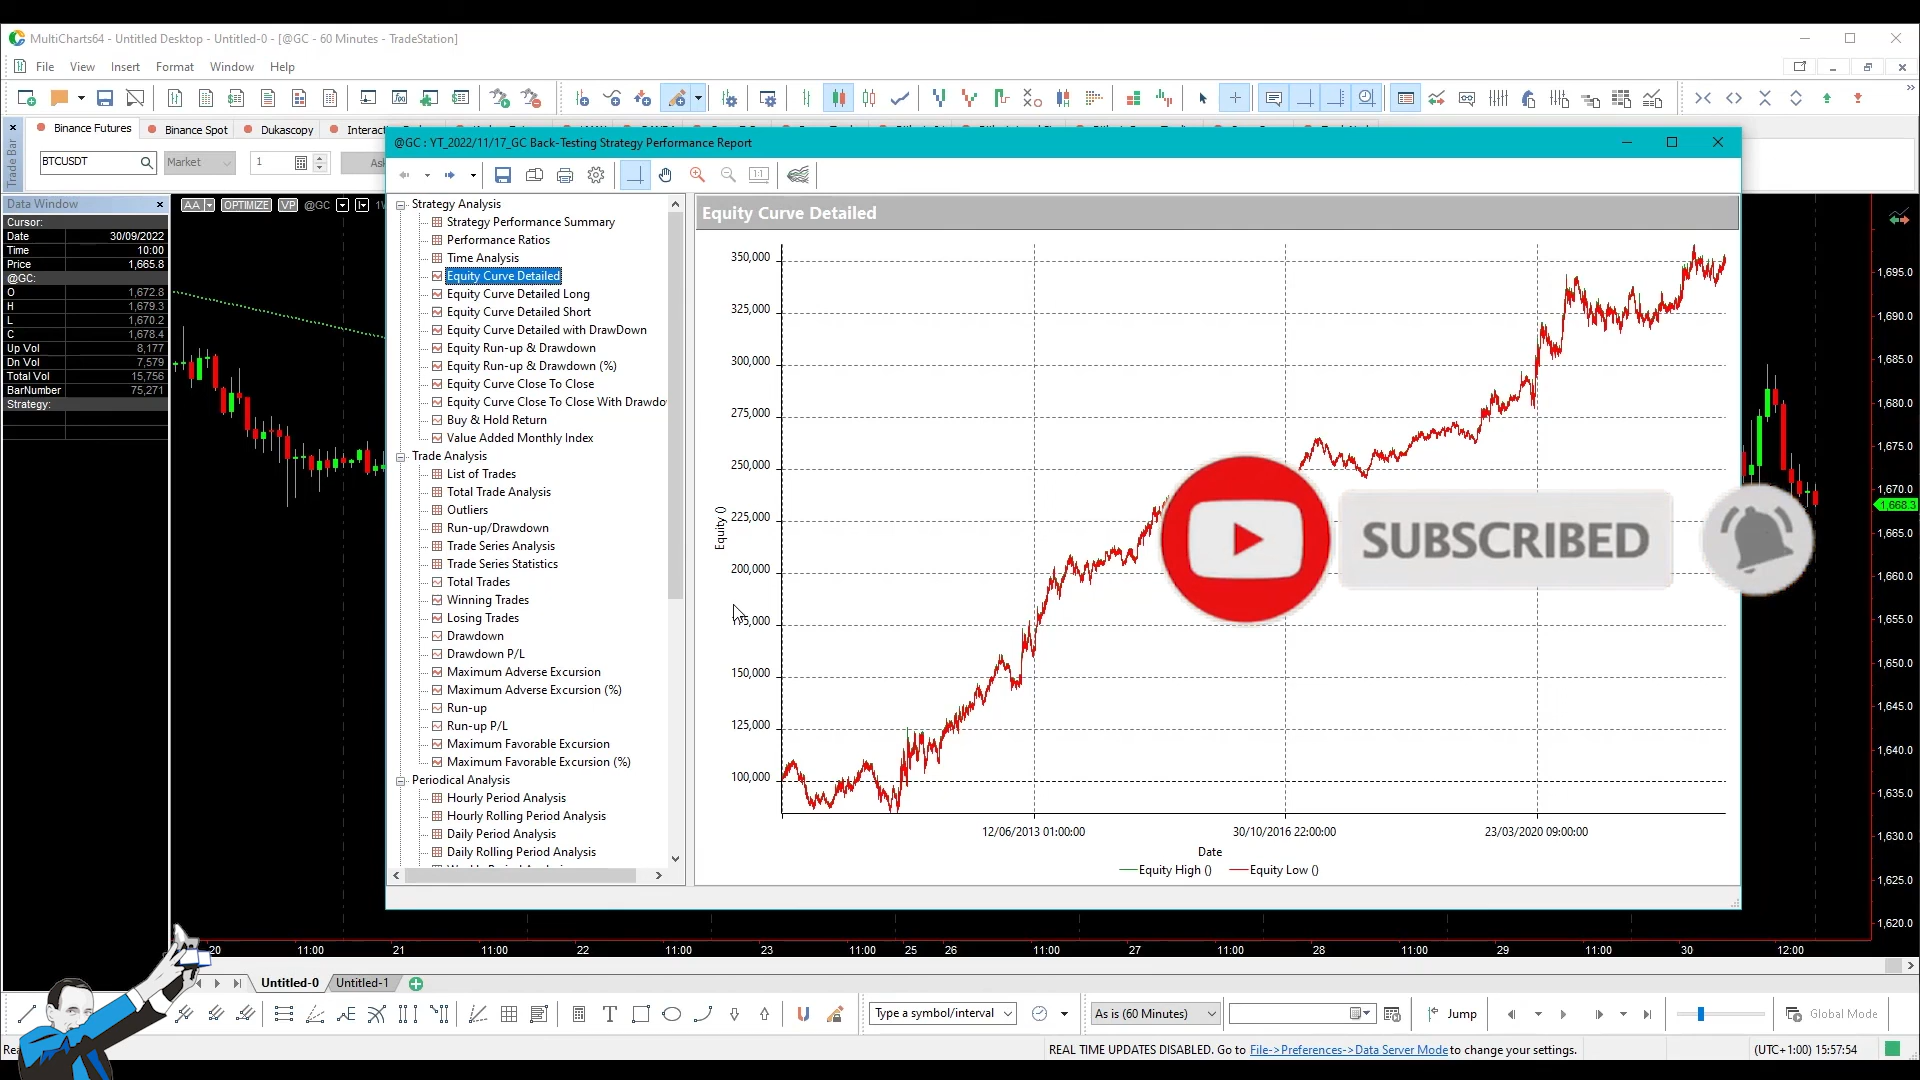 MultiCharts64 - Untitled Desktop - Untitled-0 - [@GC - 60 Minutes - TradeStation]
File View Insert Format Window Help
Binance Futures Binance Spot Dukascopy
Trade Bar
BTCUSDT Market 1
@GC : YT_2022/11/17_GC Back-Testing Strategy Performance Report
Data Window
Cursor:
Date 30/09/2022
Time 10:00
Price 1,665.8
@GC:
O 1,672.8
H 1,679.3
L 1,670.2
C 1,678.4
Up Vol 8,177
Dn Vol 7,579
Total Vol 15,756
BarNumber 75,271
Strategy:
AA OPTIMIZE VP @GC
Strategy Analysis
Strategy Performance Summary
Performance Ratios
Time Analysis
Equity Curve Detailed
Equity Curve Detailed Long
Equity Curve Detailed Short
Equity Curve Detailed with DrawDown
Equity Run-up & Drawdown
Equity Run-up & Drawdown (%)
Equity Curve Close To Close
Equity Curve Close To Close With Drawdo
Buy & Hold Return
Value Added Monthly Index
Trade Analysis
List of Trades
Total Trade Analysis
Outliers
Run-up/Drawdown
Trade Series Analysis
Trade Series Statistics
Total Trades
Winning Trades
Losing Trades
Drawdown
Drawdown P/L
Maximum Adverse Excursion
Maximum Adverse Excursion (%)
Run-up
Run-up P/L
Maximum Favorable Excursion
Maximum Favorable Excursion (%)
Periodical Analysis
Hourly Period Analysis
Hourly Rolling Period Analysis
Daily Period Analysis
Daily Rolling Period Analysis
Equity Curve Detailed
350,000
325,000
300,000
275,000
250,000
225,000
200,000
150,000
125,000
100,000
Equity ()
12/06/2013 01:00:00 30/10/2016 22:00:00 23/03/2020 09:00:00
Date
Equity High () Equity Low ()
SUBSCRIBED
1,695.0
1,690.0
1,685.0
1,680.0
1,675.0
1,670.0
1,668.3
1,665.0
1,660.0
1,655.0
1,650.0
1,645.0
1,640.0
1,635.0
1,630.0
1,625.0
1,620.0
20 11:00 21 11:00 22 11:00 23 11:00 25 26 11:00 27 11:00 28 11:00 29 11:00 30 12:00
Untitled-0 Untitled-1
Type a symbol/interval As is (60 Minutes) Jump Global Mode
REAL TIME UPDATES DISABLED. Go to File->Preferences->Data Server Mode to change your settings. (UTC+1:00) 15:57:54